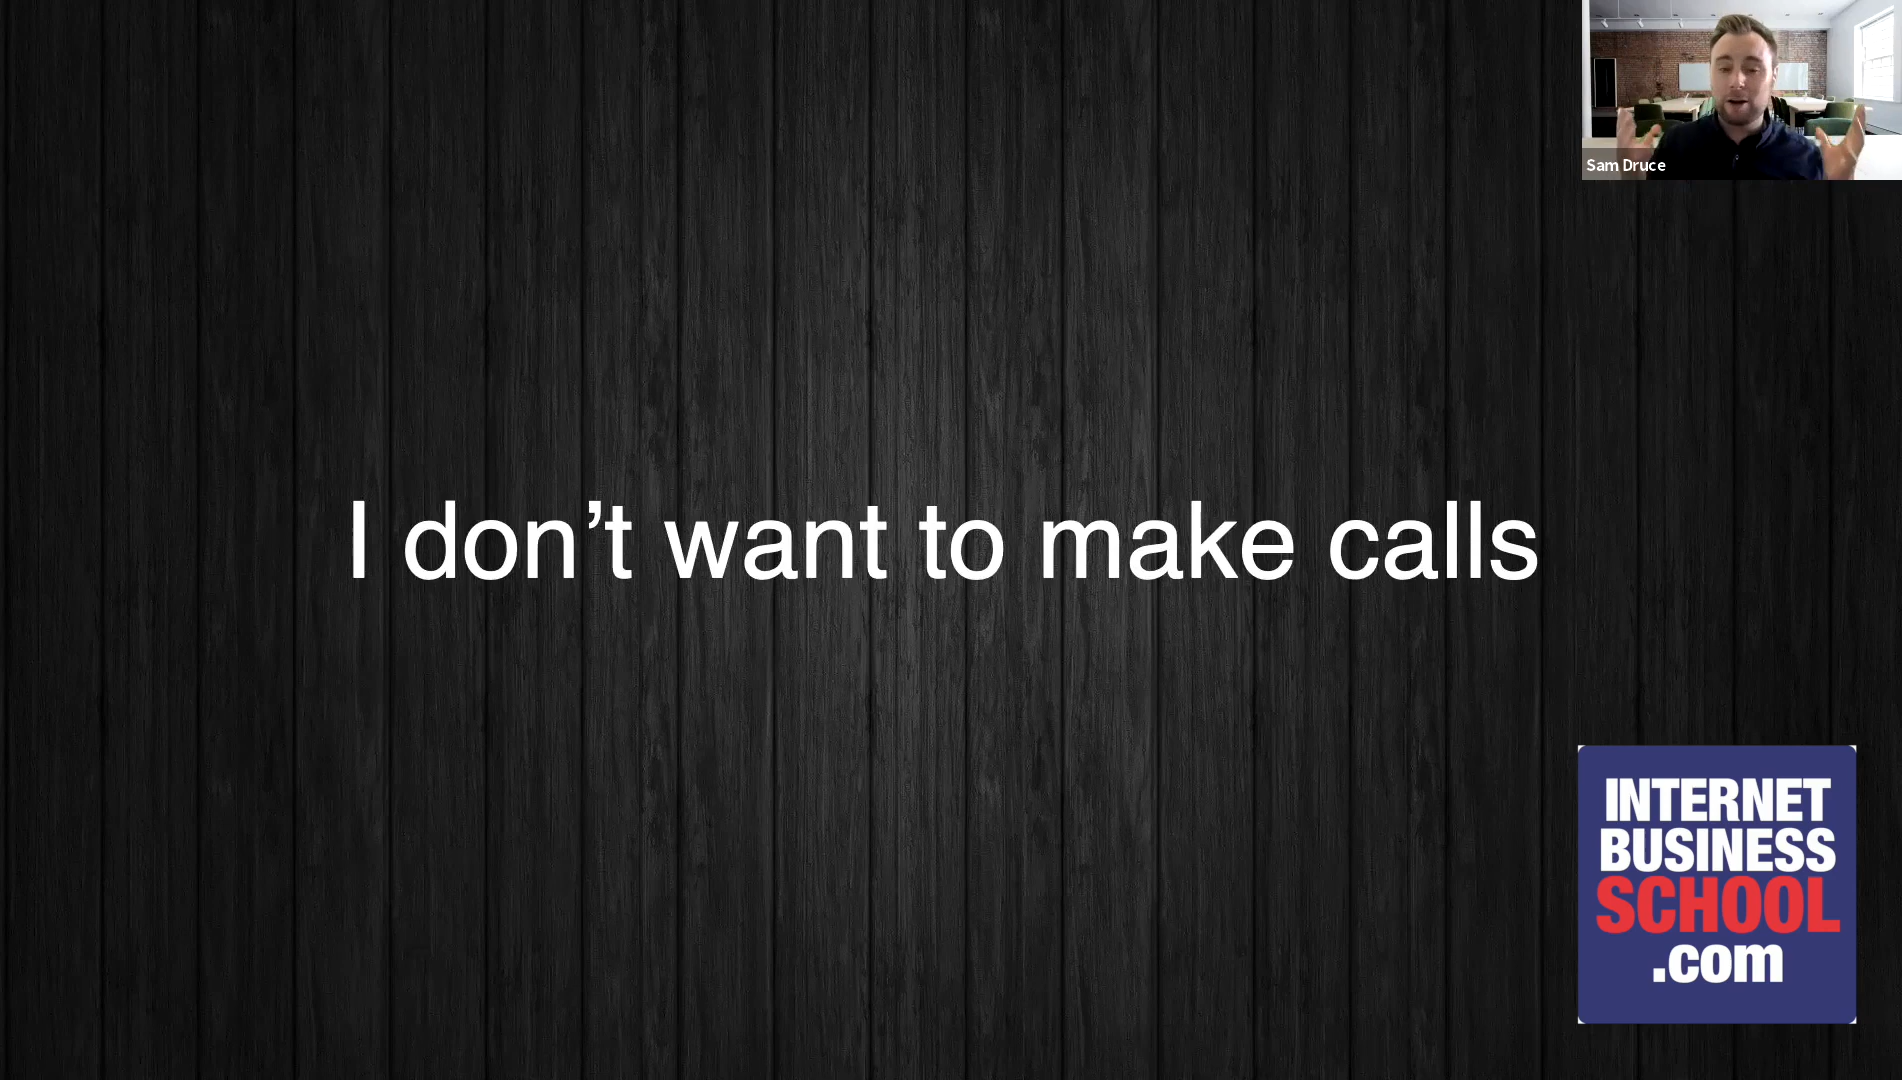 Sam Druce
I don’t want to make calls
INTERNET
BUSINESS
SCHOOL
.com